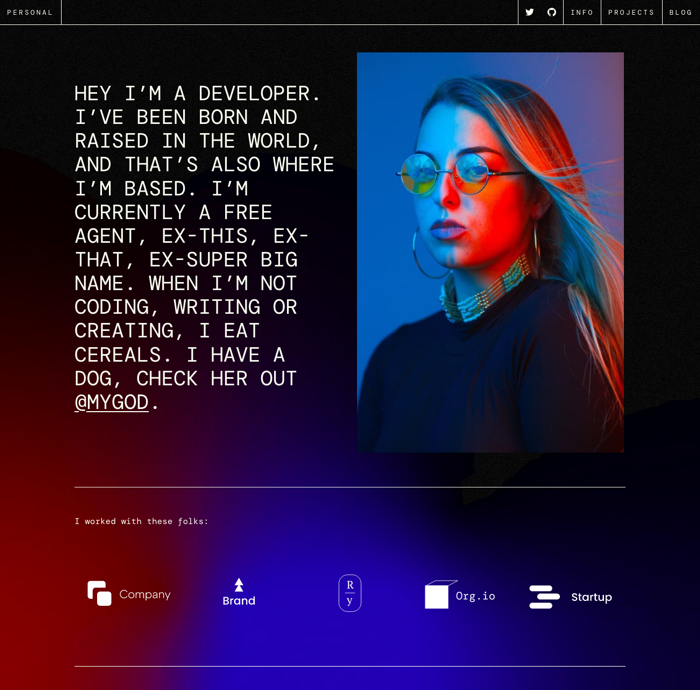 PERSONAL
INFO
PROJECTS
BLOG
HEY I’M A DEVELOPER.
I’VE BEEN BORN AND
RAISED IN THE WORLD,
AND THAT’S ALSO WHERE
I’M BASED. I’M
CURRENTLY A FREE
AGENT, EX-THIS, EX-
THAT, EX-SUPER BIG
NAME. WHEN I’M NOT
CODING, WRITING OR
CREATING, I EAT
CEREALS. I HAVE A
DOG, CHECK HER OUT
@MYGOD.
I worked with these folks:
Company
Brand
R
y
Org.io
Startup